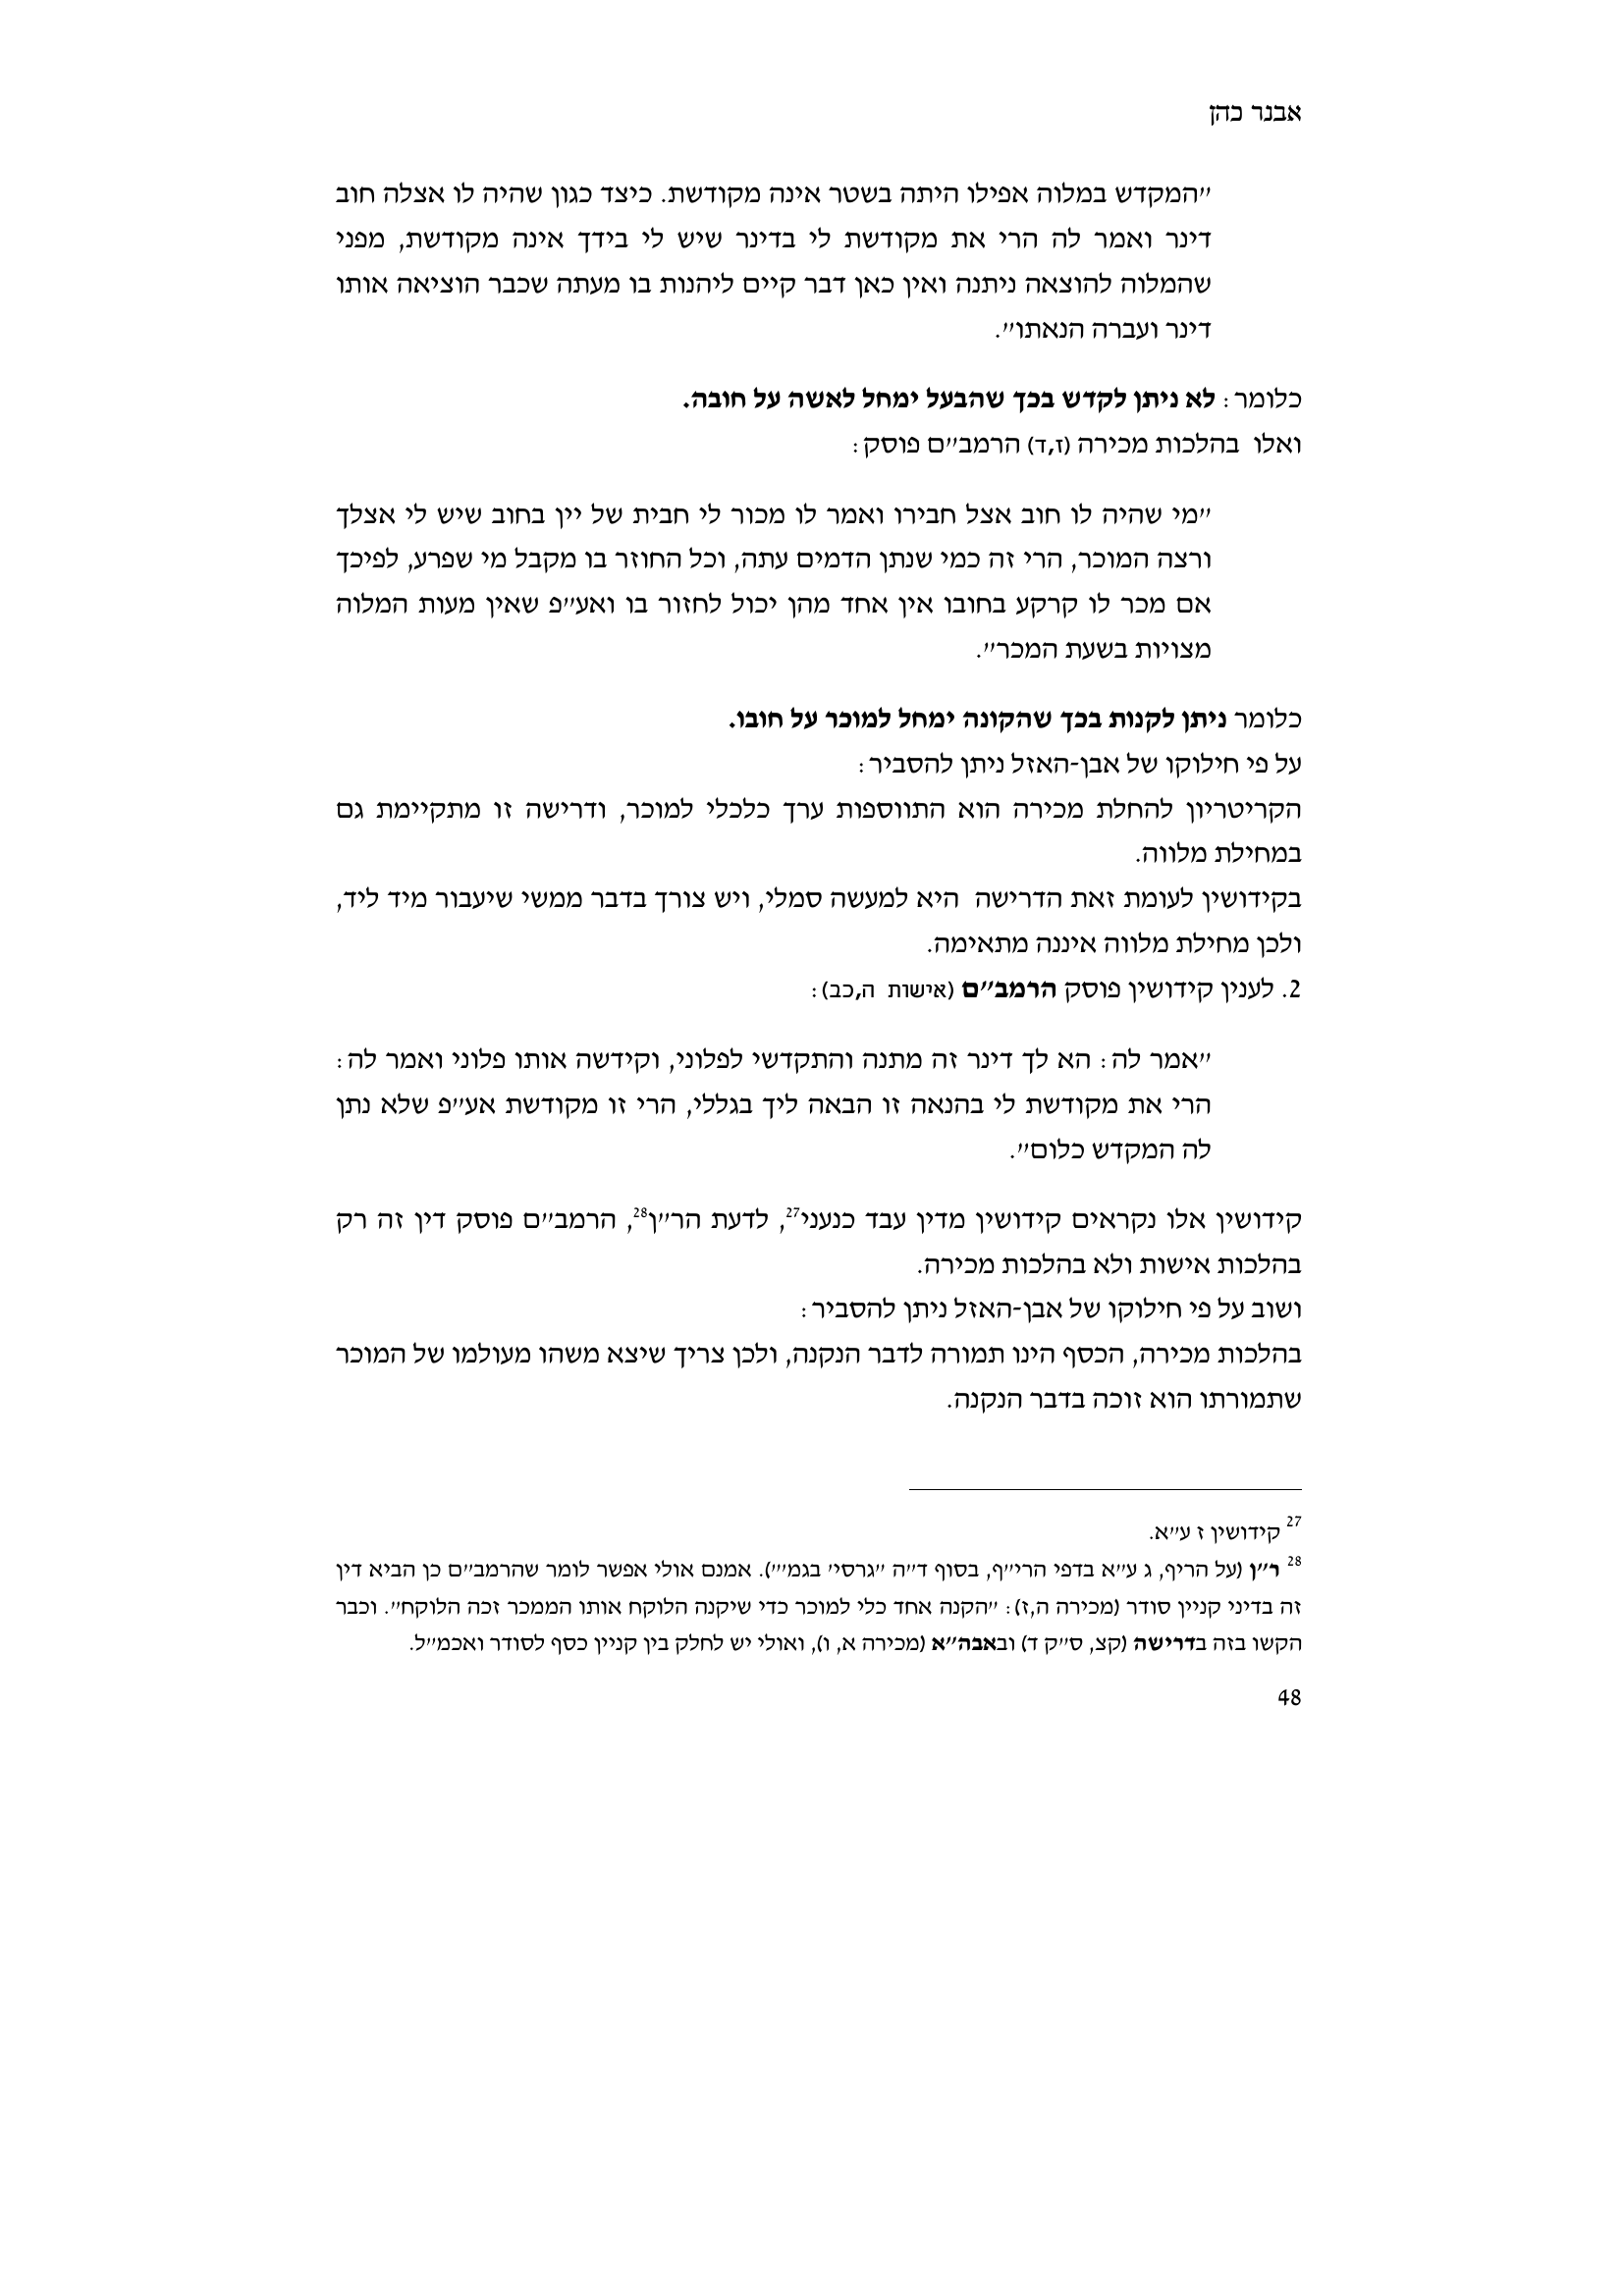 אבנר כהן
"המקדש במלוה אפילו היתה בשטר אינה מקודשת. כיצד כגון שהיה לו אצלה חוב
דינר ואמר לה הרי את מקודשת לי בדינר שיש לי בידך אינה מקודשת, מפני
שהמלוה להוצאה ניתנה ואין כאן דבר קיים ליהנות בו מעתה שכבר הוציאה אותו
דינר ועברה הנאתו".
כלומר: לא ניתן לקדש בכך שהבעל ימחל לאשה על חובה.
ואלו בהלכות מכירה (ז,ד) הרמב"ם פוסק:
"מי שהיה לו חוב אצל חבירו ואמר לו מכור לי חבית של יין בחוב שיש לי אצלך
ורצה המוכר, הרי זה כמי שנתן הדמים עתה, וכל החוזר בו מקבל מי שפרע, לפיכך
אם מכר לו קרקע בחובו אין אחד מהן יכול לחזור בו ואע"פ שאין מעות המלוה
מצויות בשעת המכר".
כלומר ניתן לקנות בכך שהקונה ימחל למוכר על חובו.
על פי חילוקו של אבן-האזל ניתן להסביר:
הקריטריון להחלת מכירה הוא התווספות ערך כלכלי למוכר, ודרישה זו מתקיימת גם
במחילת מלווה.
בקידושין לעומת זאת הדרישה היא למעשה סמלי, ויש צורך בדבר ממשי שיעבור מיד ליד,
ולכן מחילת מלווה איננה מתאימה.
2. לענין קידושין פוסק הרמב"ם (אישות ה,כב):
"אמר לה: הא לך דינר זה מתנה והתקדשי לפלוני, וקידשה אותו פלוני ואמר לה:
הרי את מקודשת לי בהנאה זו הבאה ליך בגללי, הרי זו מקודשת אע"פ שלא נתן
לה המקדש כלום".
קידושין אלו נקראים קידושין מדין עבד כנעני27, לדעת הר"ן28, הרמב"ם פוסק דין זה רק
בהלכות אישות ולא בהלכות מכירה.
ושוב על פי חילוקו של אבן-האזל ניתן להסביר:
בהלכות מכירה, הכסף הינו תמורה לדבר הנקנה, ולכן צריך שיצא משהו מעולמו של המוכר
שתמורתו הוא זוכה בדבר הנקנה.
27 קידושין ז ע"א.
28 ר"ן (על הריף, ג ע"א בדפי הרי"ף, בסוף ד"ה "גרסי' בגמ'"). אמנם אולי אפשר לומר שהרמב"ם כן הביא דין
זה בדיני קניין סודר (מכירה ה,ז): "הקנה אחד כלי למוכר כדי שיקנה הלוקח אותו הממכר זכה הלוקח". וכבר
הקשו בזה בדרישה (קצ, ס"ק ד) ובאבה"א (מכירה א, ו), ואולי יש לחלק בין קניין כסף לסודר ואכמ"ל.
48